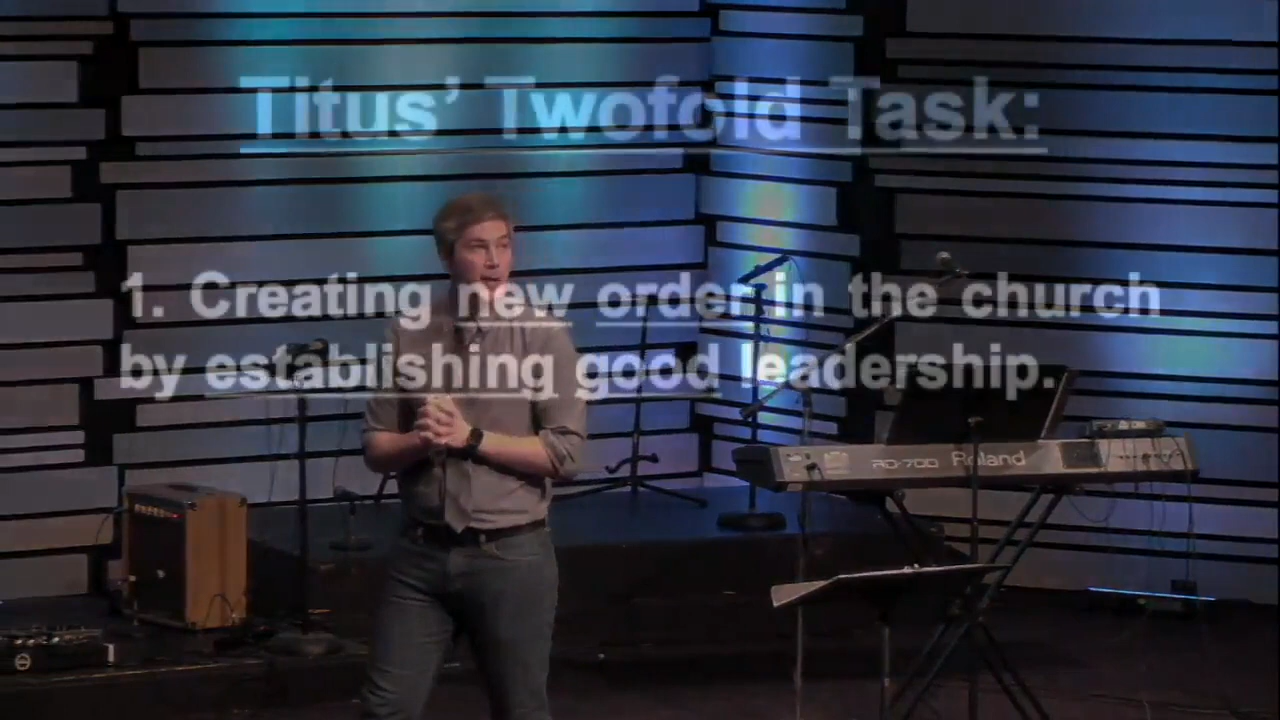 Titus' Twofold Task:
1. Creating new order in the church
by establishing good leadership.
RD-700 Roland